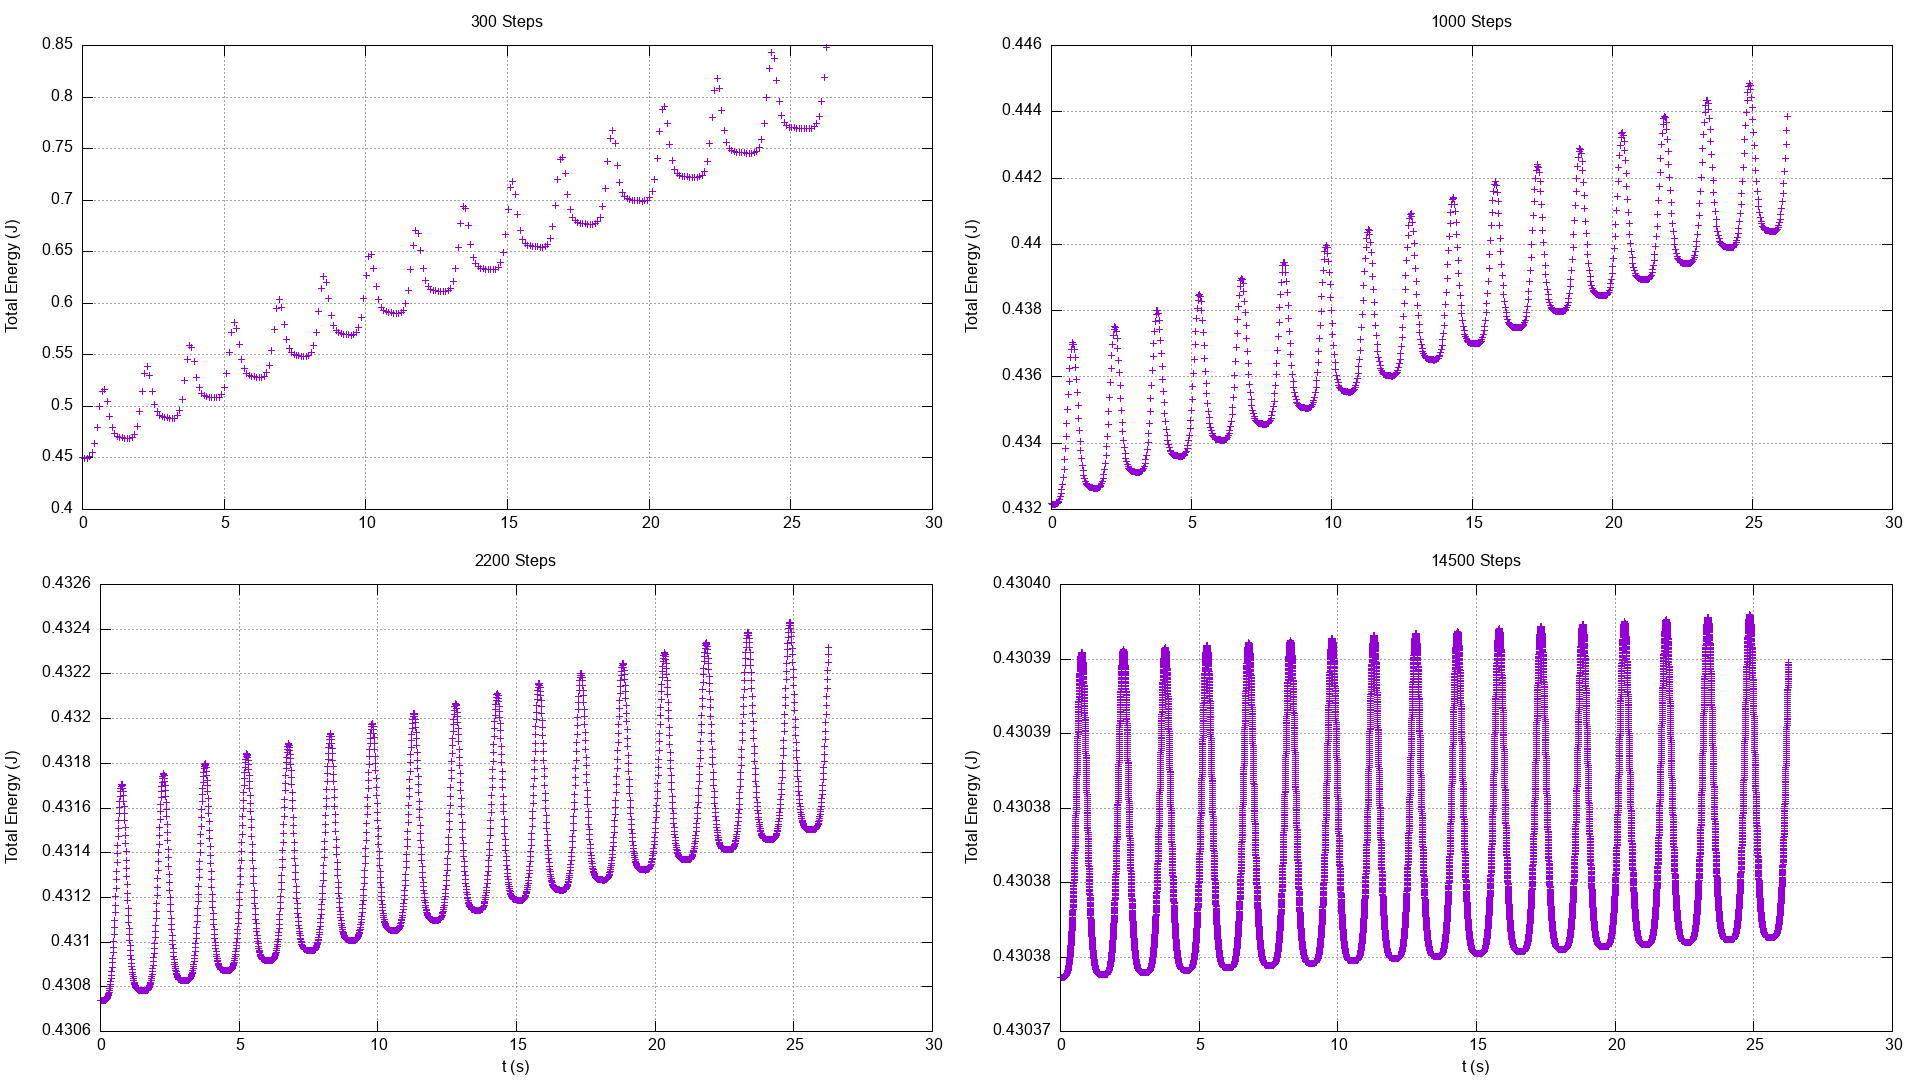 300 Steps
Total Energy (J)
0.85
0.8
0.75
0.7
0.65
0.6
0.55
0.5
0.45
0.4
0 5 10 15 20 25 30
1000 Steps
Total Energy (J)
0.446
0.444
0.442
0.44
0.438
0.436
0.434
0.432
0 5 10 15 20 25 30
2200 Steps
Total Energy (J)
0.4326
0.4324
0.4322
0.432
0.4318
0.4316
0.4314
0.4312
0.431
0.4308
0.4306
0 5 10 15 20 25 30
t (s)
14500 Steps
Total Energy (J)
0.43040
0.43039
0.43039
0.43038
0.43038
0.43038
0.43037
0 5 10 15 20 25 30
t (s)